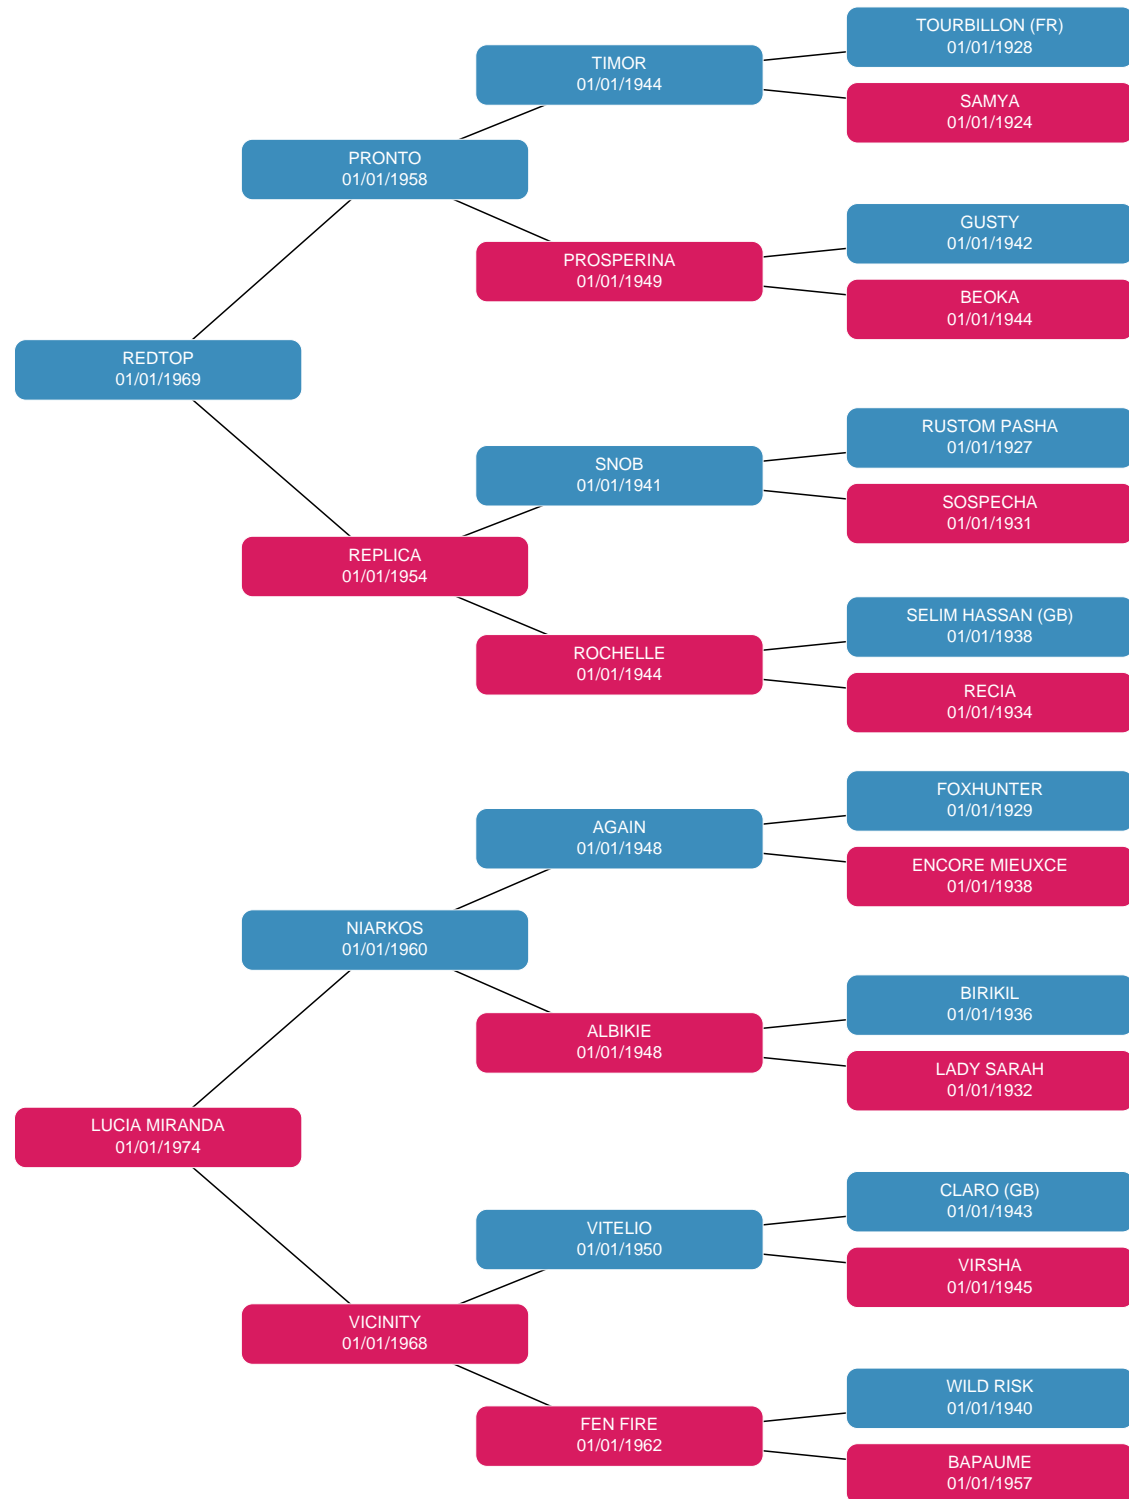 TOURBILLON (FR)
01/01/1928
TIMOR
01/01/1944
SAMYA
01/01/1924
PRONTO
01/01/1958
GUSTY
01/01/1942
PROSPERINA
01/01/1949
BEOKA
01/01/1944
REDTOP
01/01/1969
RUSTOM PASHA
01/01/1927
SNOB
01/01/1941
SOSPECHA
01/01/1931
REPLICA
01/01/1954
SELIM HASSAN (GB)
01/01/1938
ROCHELLE
01/01/1944
RECIA
01/01/1934
FOXHUNTER
01/01/1929
AGAIN
01/01/1948
ENCORE MIEUXCE
01/01/1938
NIARKOS
01/01/1960
BIRIKIL
01/01/1936
ALBIKIE
01/01/1948
LADY SARAH
01/01/1932
LUCIA MIRANDA
01/01/1974
CLARO (GB)
01/01/1943
VITELIO
01/01/1950
VIRSHA
01/01/1945
VICINITY
01/01/1968
WILD RISK
01/01/1940
FEN FIRE
01/01/1962
BAPAUME
01/01/1957